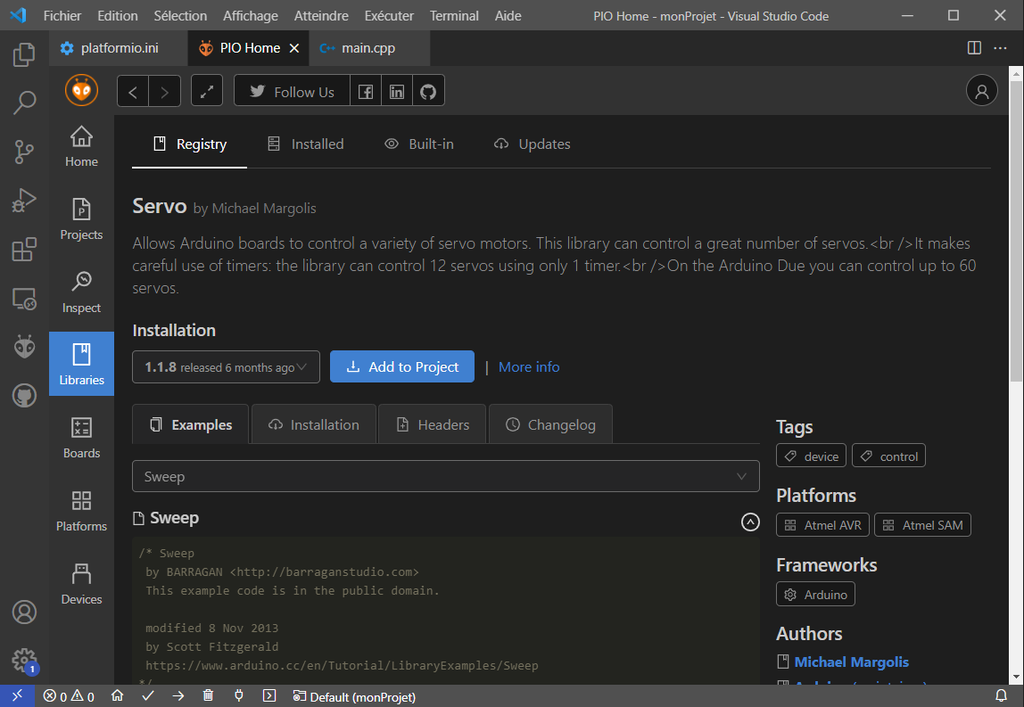 Fichier Edition Sélection Affichage Atteindre Exécuter Terminal Aide PIO Home - monProjet - Visual Studio Code
platformio.ini PIO Home main.cpp
Follow Us
Home
Projects
Inspect
Libraries
Boards
Platforms
Devices
1
Registry Installed Built-in Updates
Servo by Michael Margolis
Allows Arduino boards to control a variety of servo motors. This library can control a great number of servos.<br />It makes
careful use of timers: the library can control 12 servos using only 1 timer.<br />On the Arduino Due you can control up to 60
servos.
Installation
1.1.8 released 6 months ago Add to Project | More info
Examples Installation Headers Changelog
Sweep
Sweep
/* Sweep
by BARRAGAN <http://barraganstudio.com>
This example code is in the public domain.
modified 8 Nov 2013
by Scott Fitzgerald
https://www.arduino.cc/en/Tutorial/LibraryExamples/Sweep
*/
Tags
device control
Platforms
Atmel AVR Atmel SAM
Frameworks
Arduino
Authors
Michael Margolis
0 0 Default (monProjet)